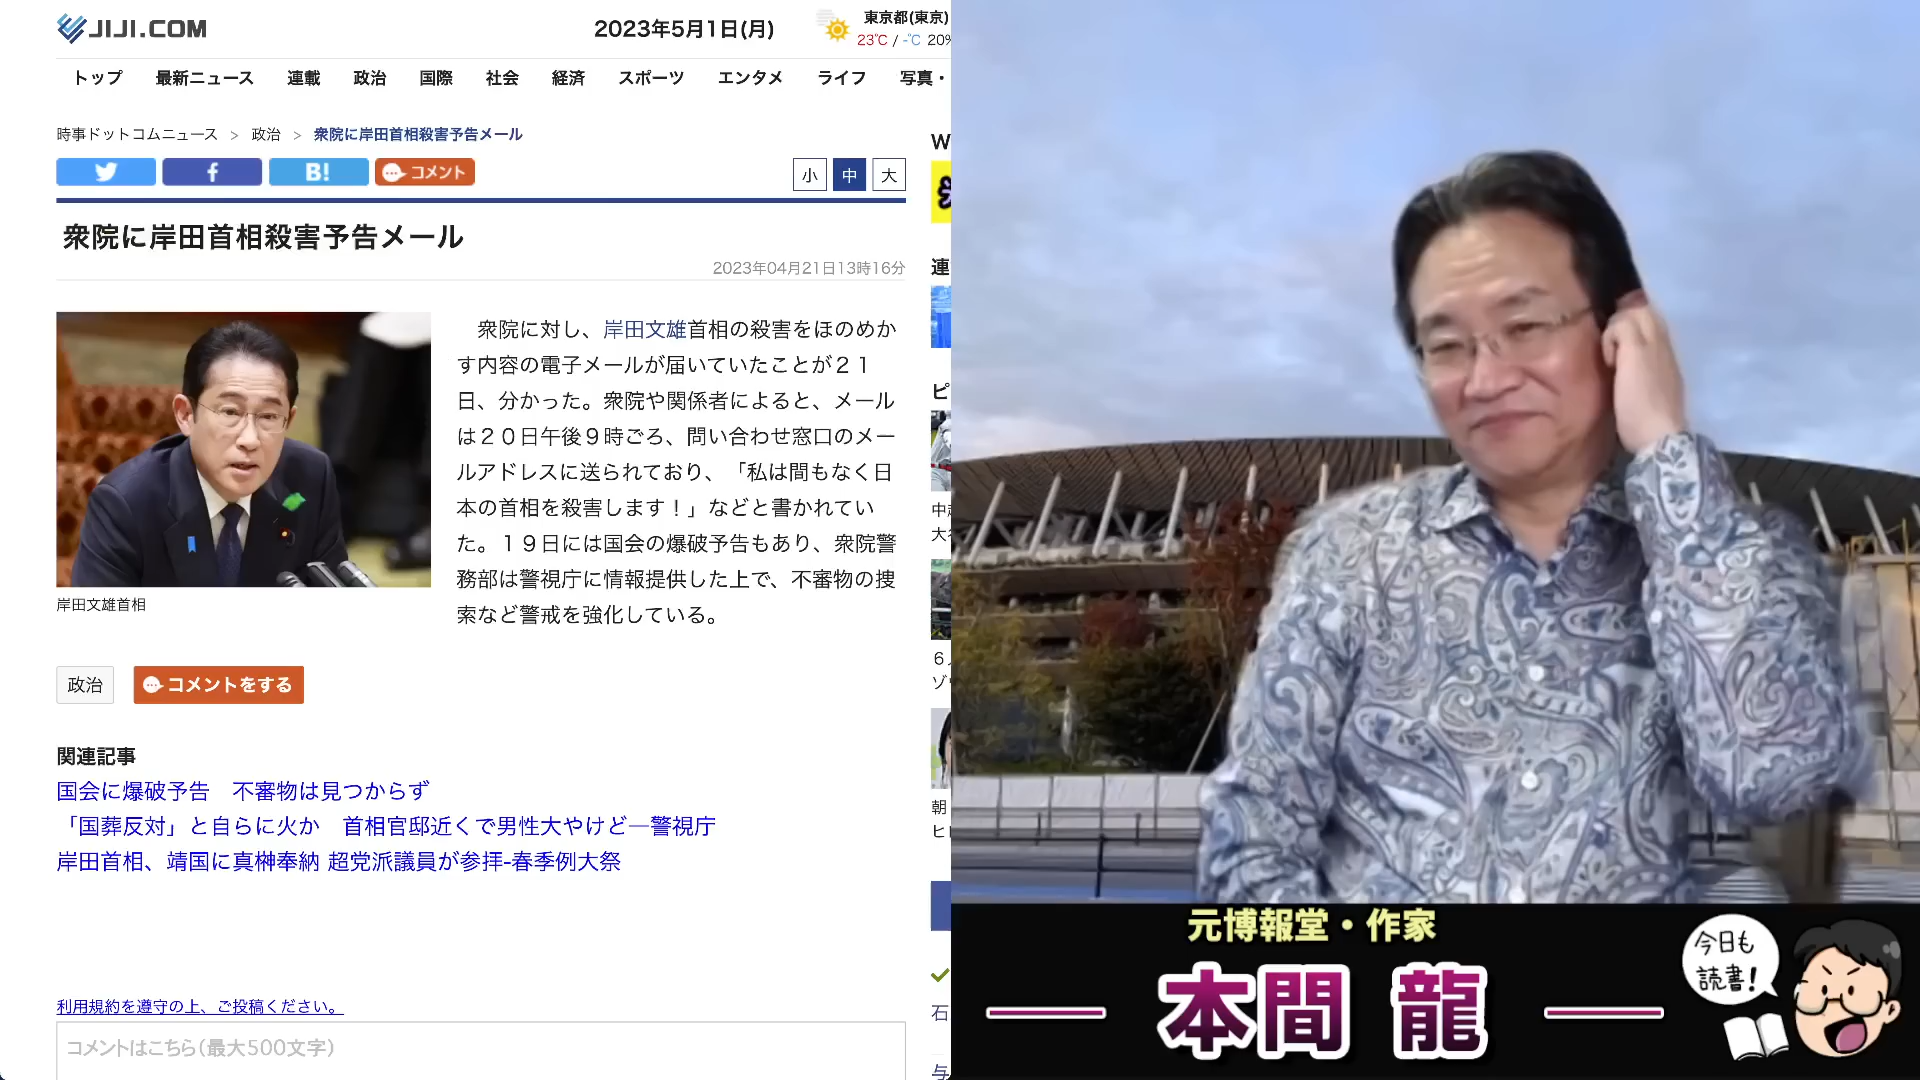 JIJI.COM
2023年5月1日(月)
東京都(東京)
23℃ / -℃ 20%
トップ 最新ニュース 連載 政治 国際 社会 経済 スポーツ エンタメ ライフ 写真・
時事ドットコムニュース > 政治 > 衆院に岸田首相殺害予告メール
B! コメント
小 中 大
衆院に岸田首相殺害予告メール
2023年04月21日13時16分
衆院に対し、岸田文雄首相の殺害をほのめか
す内容の電子メールが届いていたことが２１
日、分かった。衆院や関係者によると、メール
は２０日午後９時ごろ、問い合わせ窓口のメー
ルアドレスに送られており、「私は間もなく日
本の首相を殺害します！」などと書かれてい
た。１９日には国会の爆破予告もあり、衆院警
務部は警視庁に情報提供した上で、不審物の捜
索など警戒を強化している。
岸田文雄首相
政治 コメントをする
関連記事
国会に爆破予告 不審物は見つからず
「国葬反対」と自らに火か 首相官邸近くで男性大やけど―警視庁
岸田首相、靖国に真榊奉納 超党派議員が参拝-春季例大祭
利用規約を遵守の上、ご投稿ください。
コメントはこちら(最大500文字)
W
連
ピ
大
朝
ヒ
石
与
元博報堂・作家
本間 龍
今日も
読書!